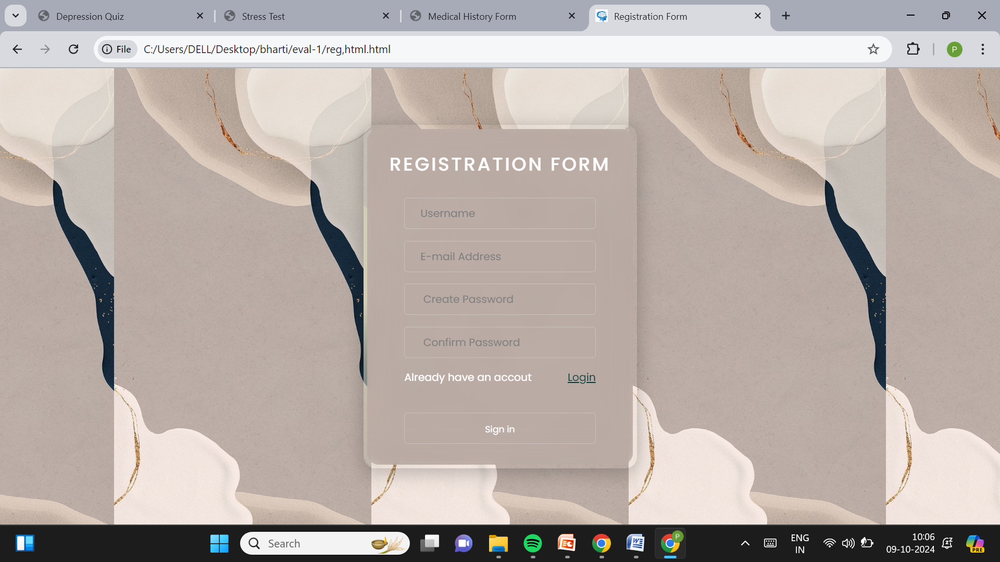 Depression Quiz
Stress Test
Medical History Form
Registration Form
File
C:/Users/DELL/Desktop/bharti/eval-1/reg,html.html
P
REGISTRATION FORM
Username
E-mail Address
Create Password
Confirm Password
Already have an accout Login
Sign in
Search
P
ENG
IN
10:06
09-10-2024
PRE